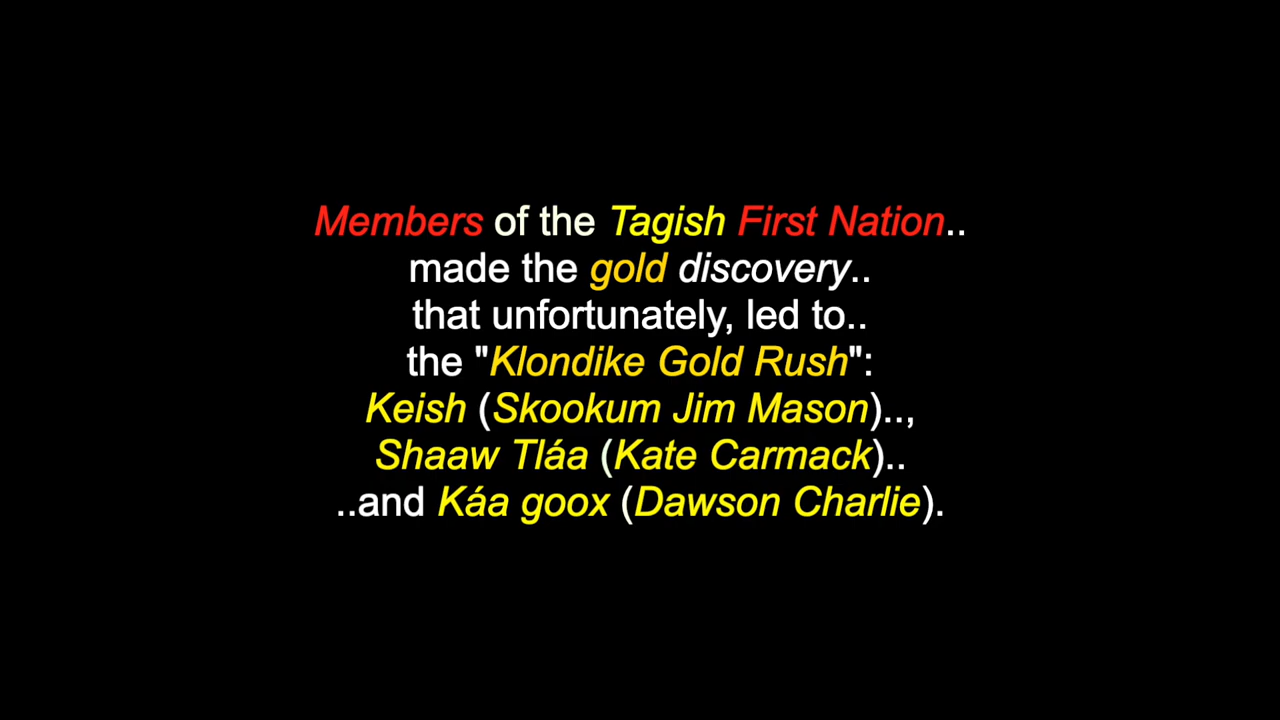 Members of the Tagish First Nation..
made the gold discovery..
that unfortunately, led to..
the "Klondike Gold Rush":
Keish (Skookum Jim Mason)..,
Shaaw Tláa (Kate Carmack)..
..and Káa goox (Dawson Charlie).